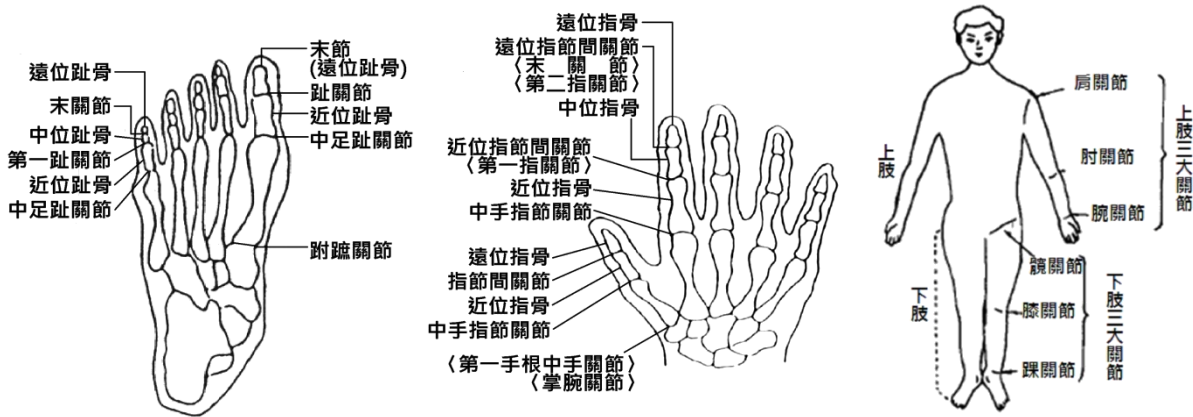 遠位趾骨
末關節
中位趾骨
第一趾關節
近位趾骨
中足趾關節
末節
(遠位趾骨)
趾關節
近位趾骨
中足趾關節
跗蹠關節
遠位指骨
遠位指節間關節
〈末關節〉
〈第二指關節〉
中位指骨
近位指節間關節
〈第一指關節〉
近位指骨
中手指節關節
遠位指骨
指節間關節
近位指骨
中手指節關節
〈第一手根中手關節〉
〈掌腕關節〉
上肢
下肢
肩關節
肘關節
腕關節
上肢三大關節
髖關節
膝關節
踝關節
下肢三大關節